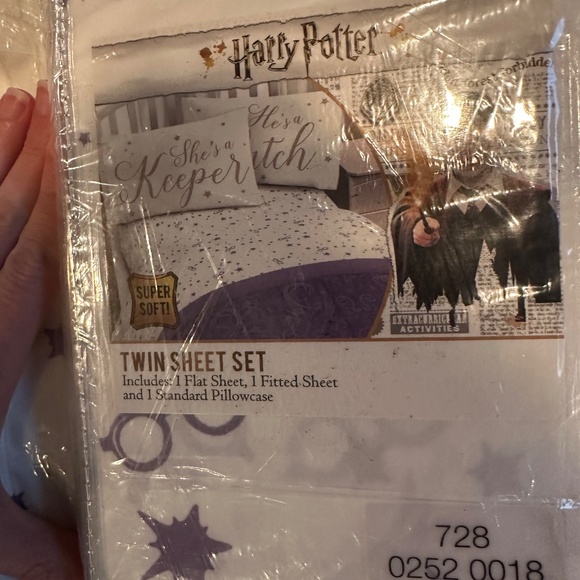 Harry Potter
She's a
Keeper
He's a
tch
SUPER
SOFT!
EXTRACURRICULAR
ACTIVITIES
TWIN SHEET SET
Includes: 1 Flat Sheet, 1 Fitted Sheet
and 1 Standard Pillowcase
728
0252 0018